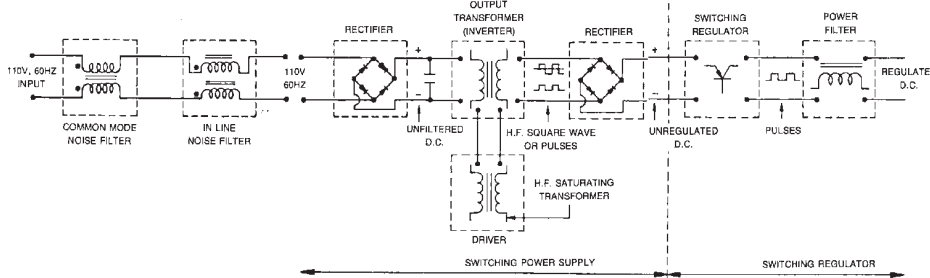 OUTPUT
TRANSFORMER
(INVERTER)
SWITCHING
REGULATOR
POWER
FILTER
RECTIFIER
RECTIFIER
110V, 60HZ
INPUT
110V
60HZ
+
−
+
−
REGULATE
D.C.
COMMON MODE
NOISE FILTER
IN LINE
NOISE FILTER
UNFILTERED
D.C.
H.F. SQUARE WAVE
OR PULSES
UNREGULATED
D.C.
PULSES
H.F. SATURATING
TRANSFORMER
DRIVER
SWITCHING POWER SUPPLY
SWITCHING REGULATOR